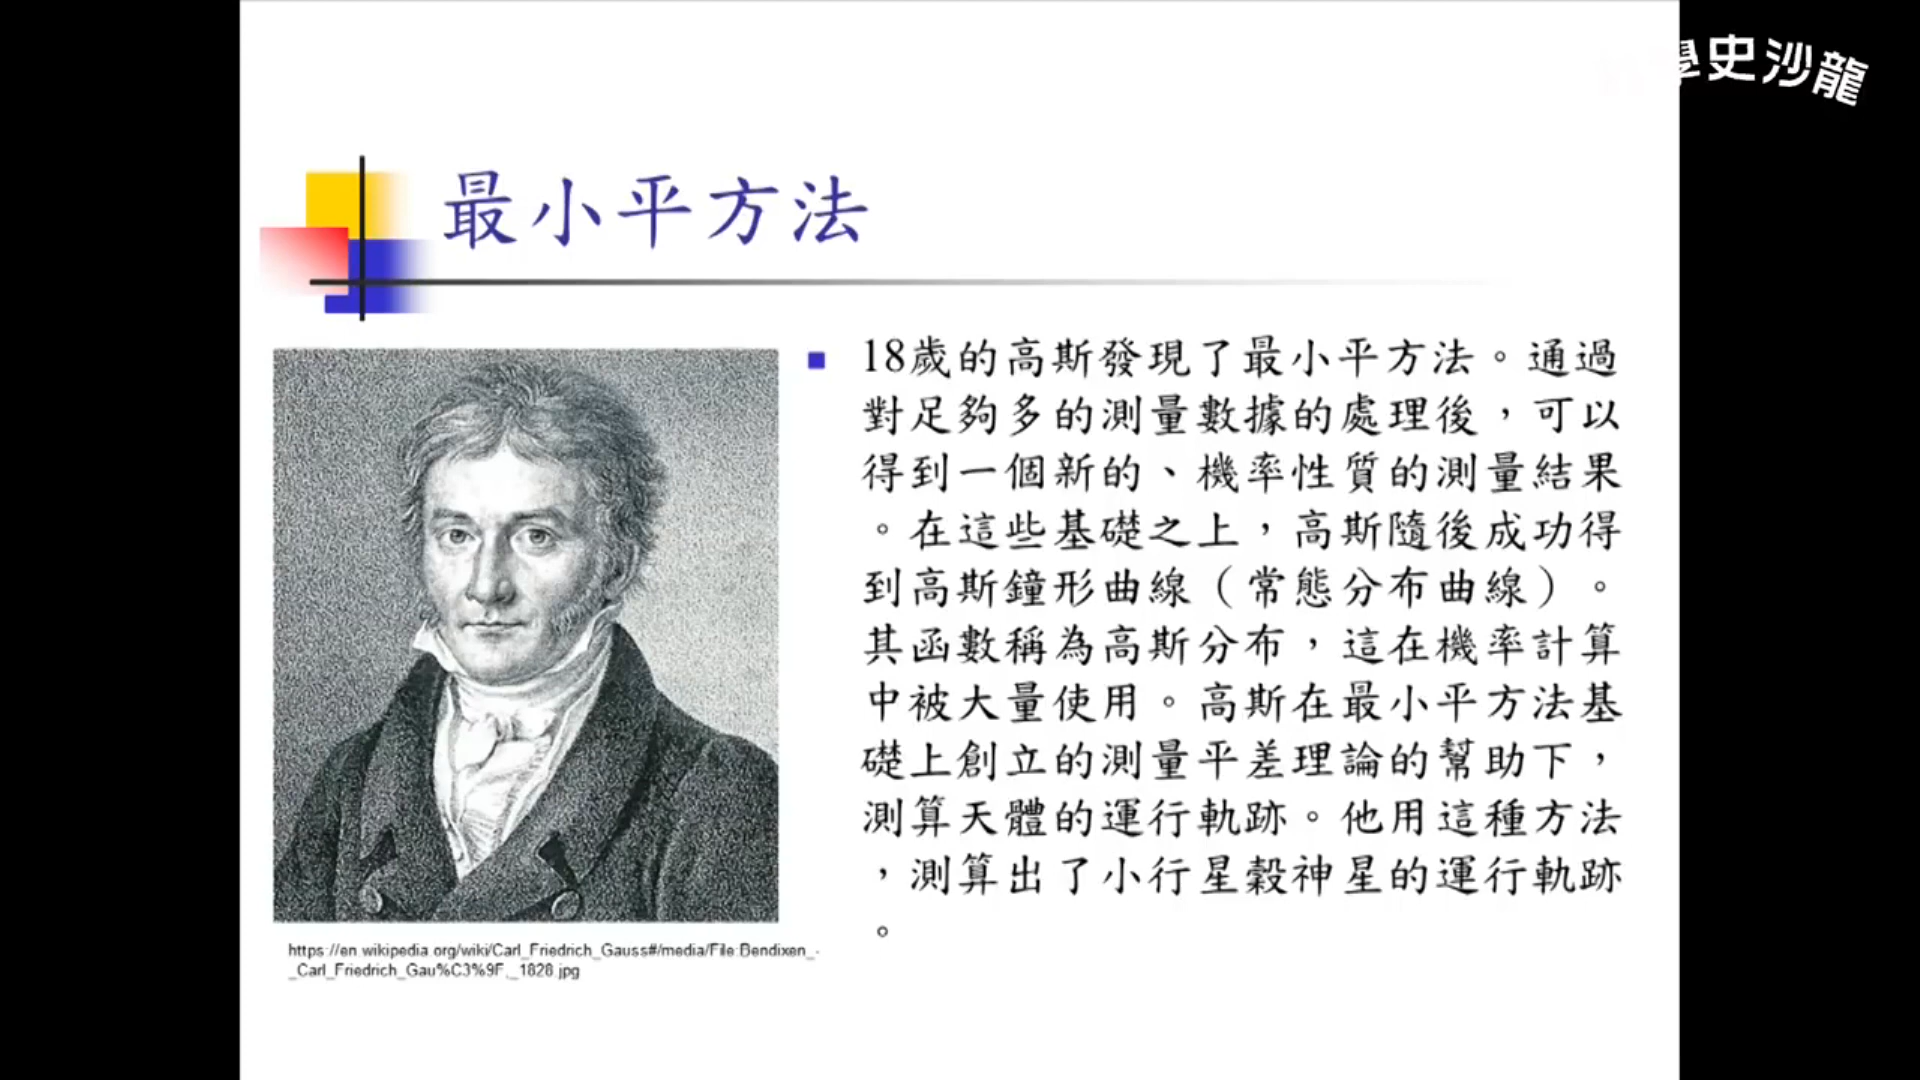 學史沙龍
最小平方法
18歲的高斯發現了最小平方法。通過
對足夠多的測量數據的處理後，可以
得到一個新的、機率性質的測量結果
。在這些基礎之上，高斯隨後成功得
到高斯鐘形曲線（常態分布曲線）。
其函數稱為高斯分布，這在機率計算
中被大量使用。高斯在最小平方法基
礎上創立的測量平差理論的幫助下，
測算天體的運行軌跡。他用這種方法
，測算出了小行星穀神星的運行軌跡
。
https://en.wikipedia.org/wiki/Carl_Friedrich_Gauss#/media/File:Bendixen_-
_Carl_Friedrich_Gau%C3%9F,_1828.jpg